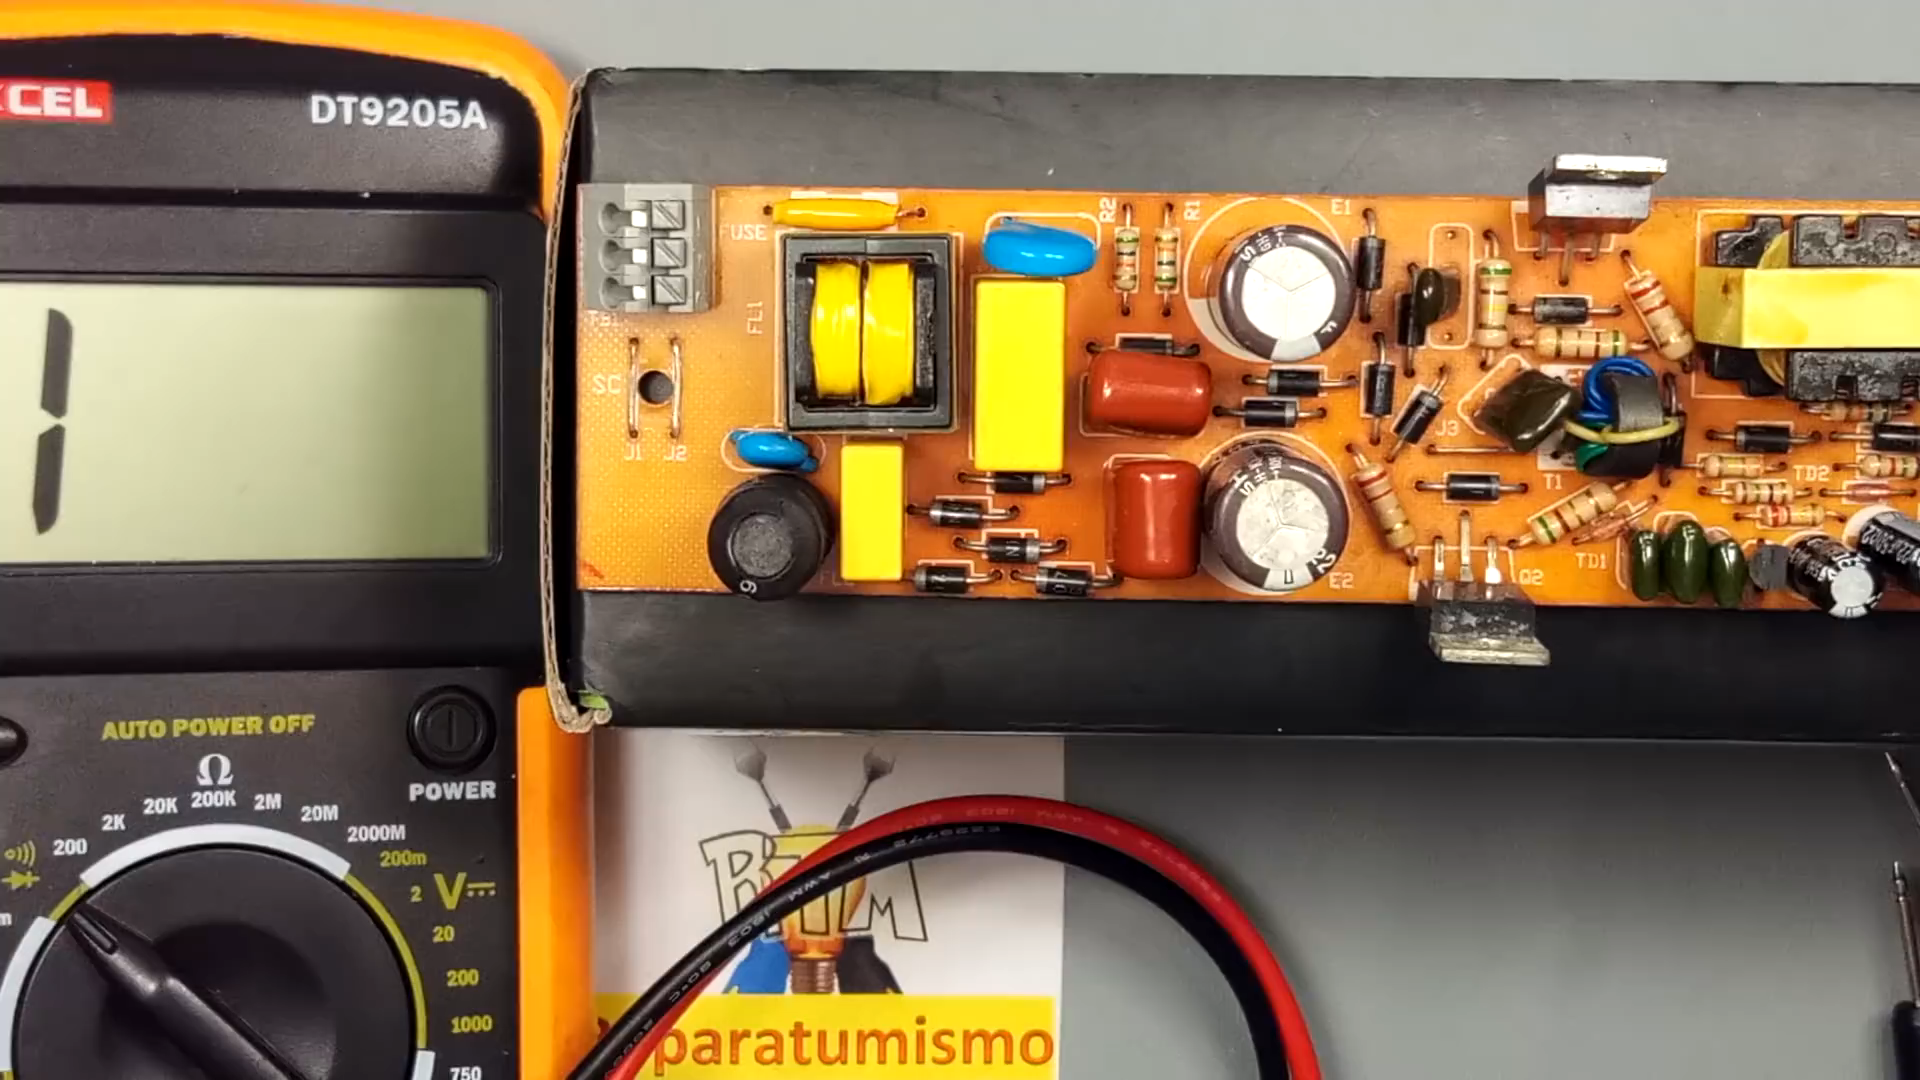 CEL
DT9205A
AUTO POWER OFF
POWER
Ω
200
2K
20K
200K
2M
20M
2000M
200m
2
V
20
200
1000
750
FUSE
FL1
SC
J1
J2
R2
R1
E1
E2
J3
T1
TD2
TD1
Q2
paratumismo